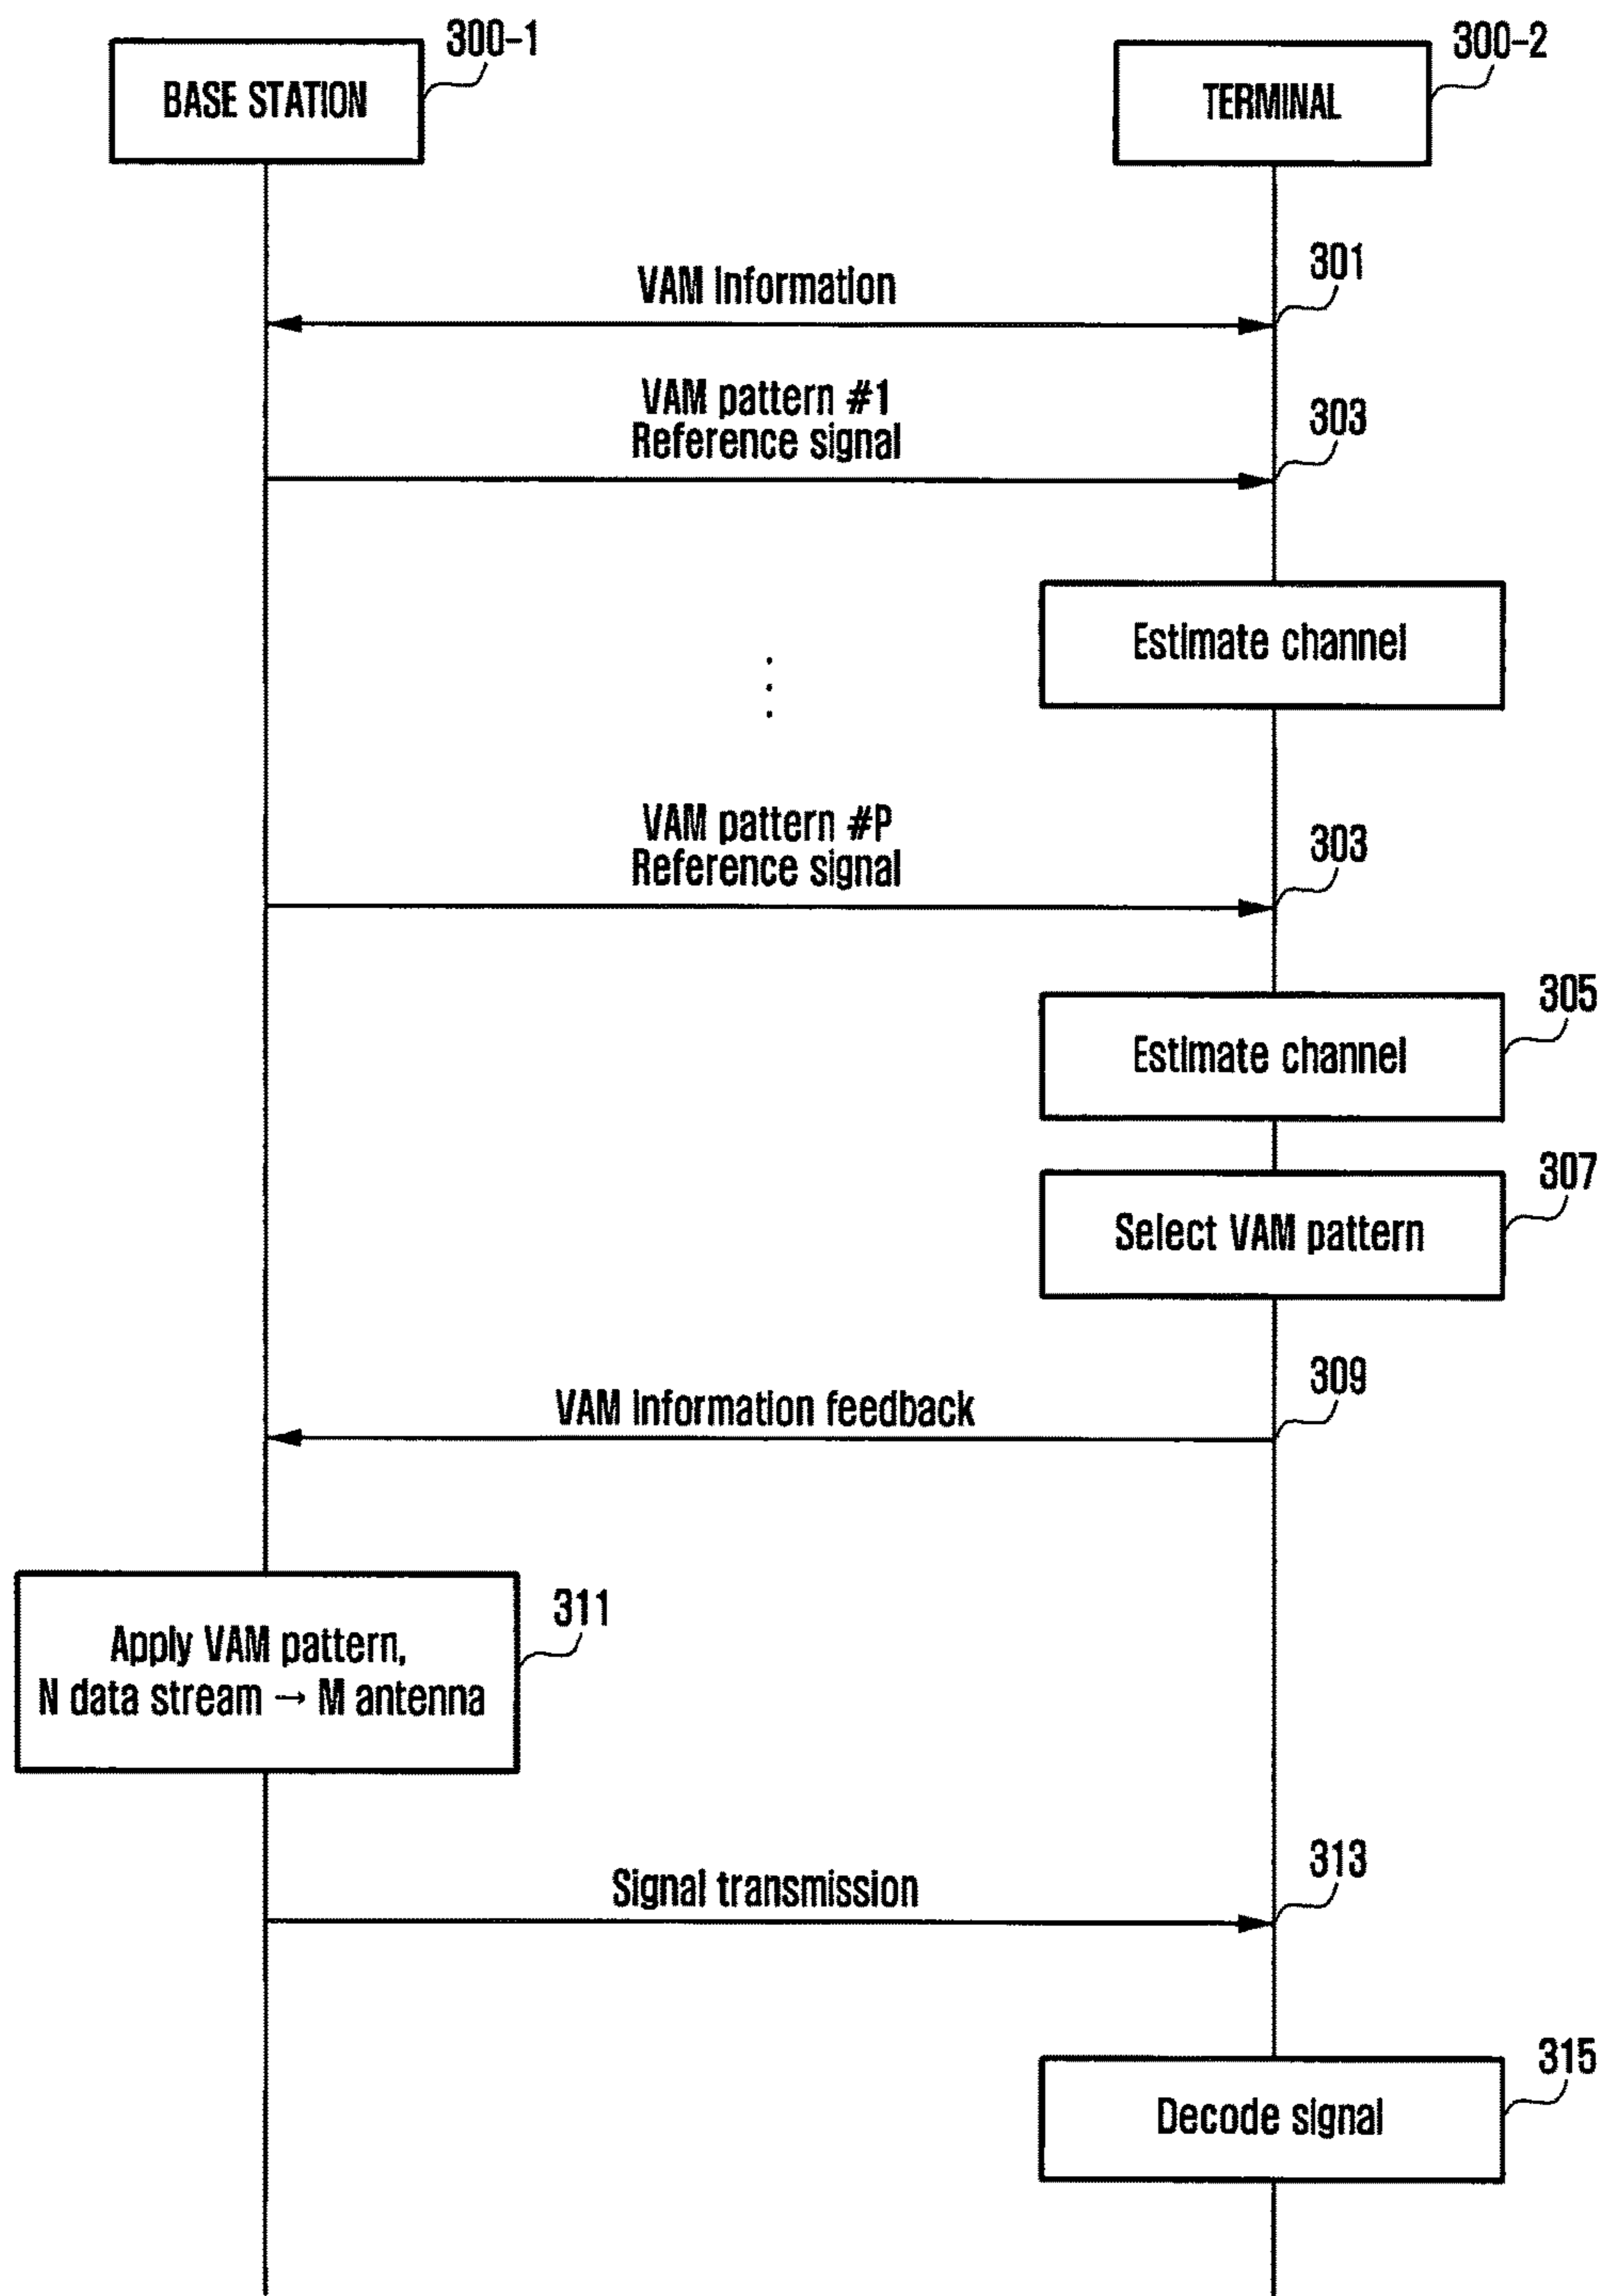 300-1
300-2
BASE STATION
TERMINAL
301
VAM Information
VAM pattern #1
Reference signal
303
Estimate channel
VAM pattern #P
Reference signal
303
305
Estimate channel
307
Select VAM pattern
309
VAM Information feedback
311
Apply VAM pattern,
N data stream → M antenna
313
Signal transmission
315
Decode signal